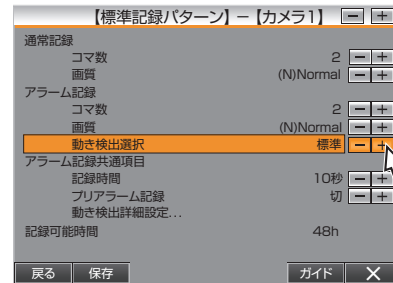 【標準記録パターン】－【カメラ1】 － ＋
通常記録
コマ数 2 － ＋
画質 (N)Normal － ＋
アラーム記録
コマ数 2 － ＋
画質 (N)Normal － ＋
動き検出選択 標準 － ＋
アラーム記録共通項目
記録時間 10秒 － ＋
プリアラーム記録 切 － ＋
動き検出詳細設定...
記録可能時間 48h
戻る 保存 ガイド ×